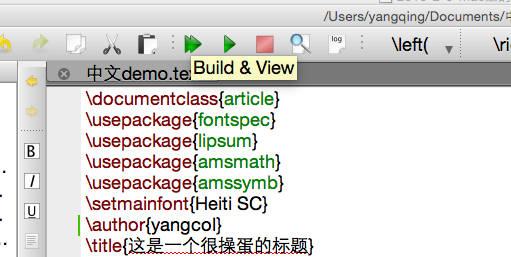 /Users/yangqing/Documents/
log
\left(
Build & View
中文demo.te
\documentclass{article}
\usepackage{fontspec}
\usepackage{lipsum}
\usepackage{amsmath}
\usepackage{amssymb}
\setmainfont{Heiti SC}
\author{yangcol}
\title{这是一个很操蛋的标题}
B
I
U